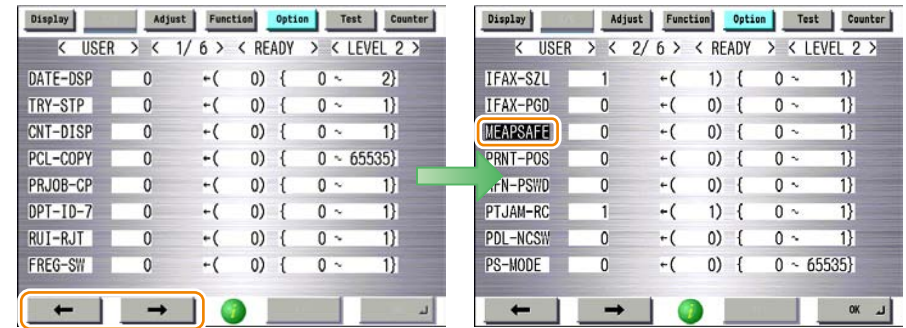 Display Adjust Function Option Test Counter
< USER > < 1/ 6 > < READY > < LEVEL 2 >
DATE-DSP 0 ←( 0) { 0 ~ 2}
TRY-STP 0 ←( 0) { 0 ~ 1}
CNT-DISP 0 ←( 0) { 0 ~ 1}
PCL-COPY 0 ←( 0) { 0 ~ 65535}
PRJOB-CP 0 ←( 0) { 0 ~ 1}
DPT-ID-7 0 ←( 0) { 0 ~ 1}
RUI-RJT 0 ←( 0) { 0 ~ 1}
FREG-SW 0 ←( 0) { 0 ~ 1}
← → i
Display Adjust Function Option Test Counter
< USER > < 2/ 6 > < READY > < LEVEL 2 >
IFAX-SZL 1 ←( 1) { 0 ~ 1}
IFAX-PGD 0 ←( 0) { 0 ~ 1}
MEAPSAFE 0 ←( 0) { 0 ~ 1}
PRNT-POS 0 ←( 0) { 0 ~ 1}
FN-PSWD 0 ←( 0) { 0 ~ 1}
PTJAM-RC 1 ←( 1) { 0 ~ 1}
PDL-NCSW 0 ←( 0) { 0 ~ 1}
PS-MODE 0 ←( 0) { 0 ~ 65535}
← → i OK